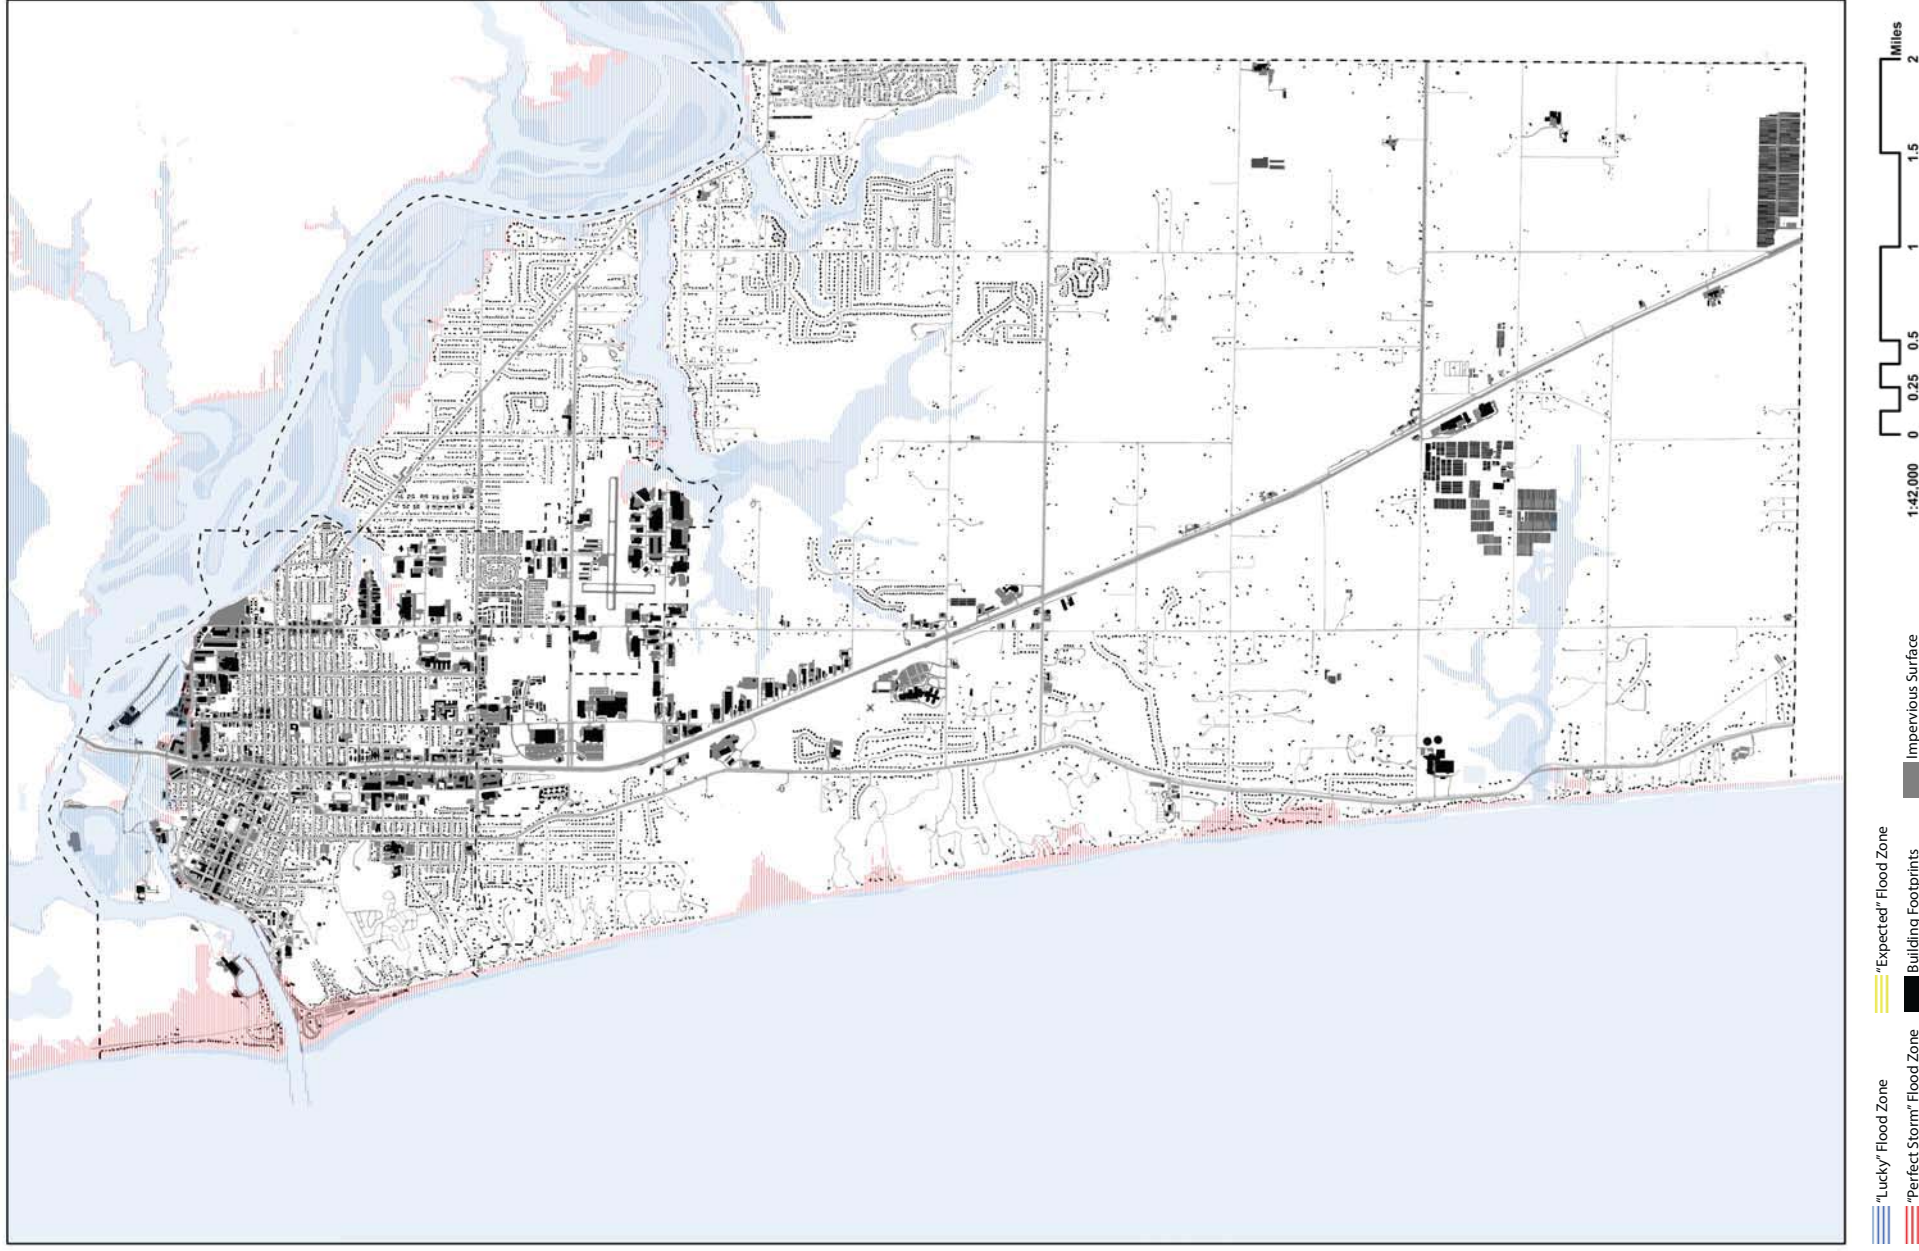 "Lucky" Flood Zone
"Perfect Storm" Flood Zone
"Expected" Flood Zone
Building Footprints
Impervious Surface
1:42,000
0 0.25 0.5 1 1.5 2
Miles